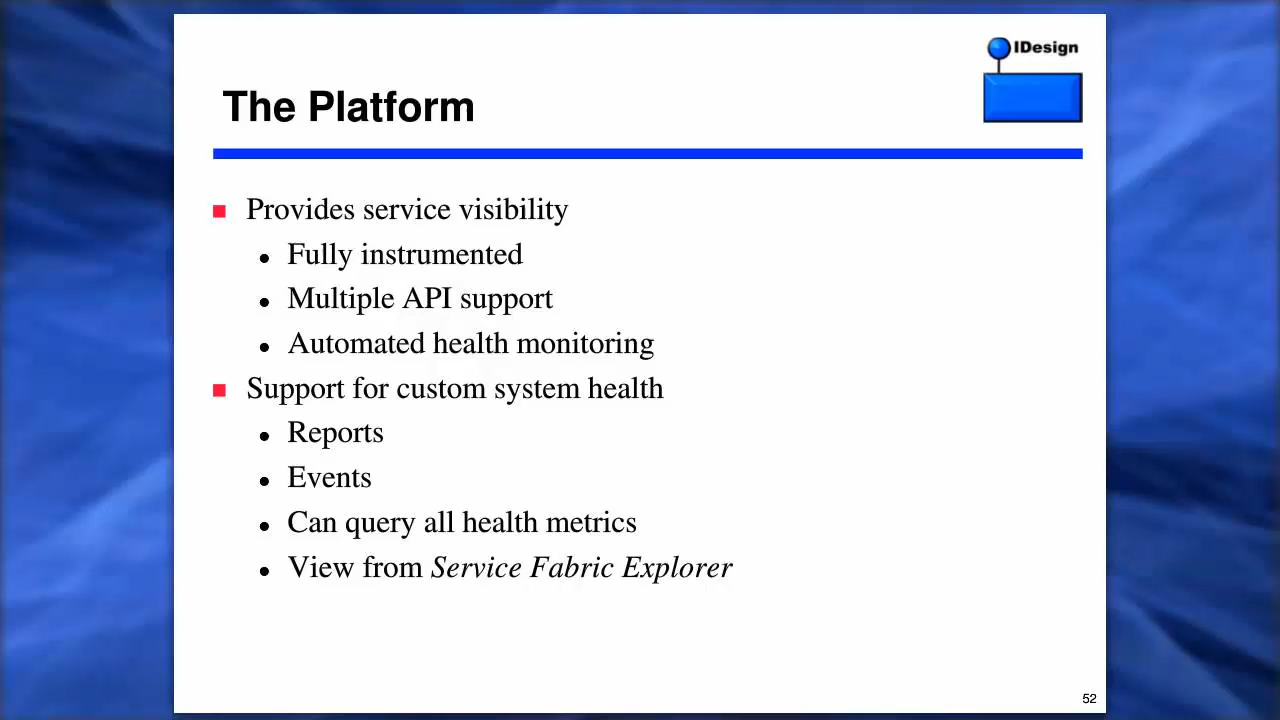 IDesign
The Platform
Provides service visibility
Fully instrumented
Multiple API support
Automated health monitoring
Support for custom system health
Reports
Events
Can query all health metrics
View from Service Fabric Explorer
52